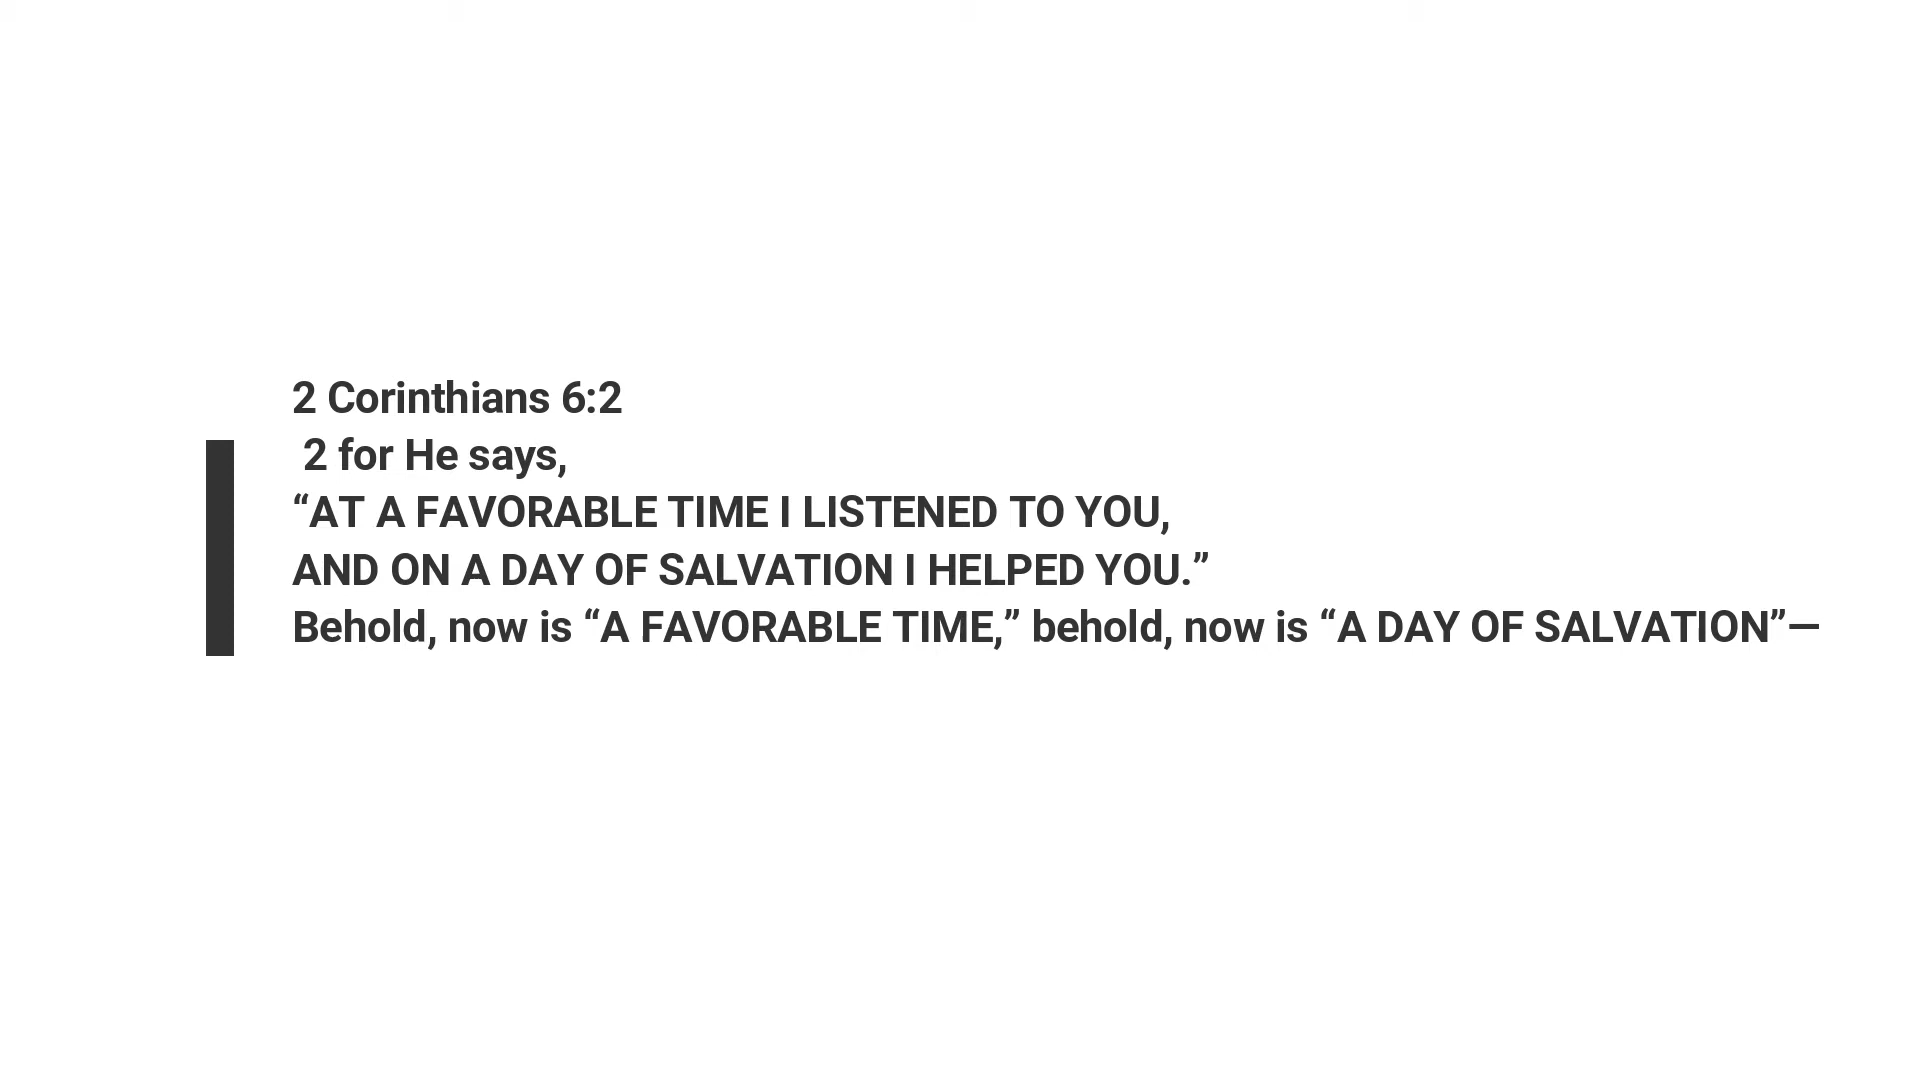 2 Corinthians 6:2
2 for He says,
“AT A FAVORABLE TIME I LISTENED TO YOU,
AND ON A DAY OF SALVATION I HELPED YOU.”
Behold, now is “A FAVORABLE TIME,” behold, now is “A DAY OF SALVATION”—